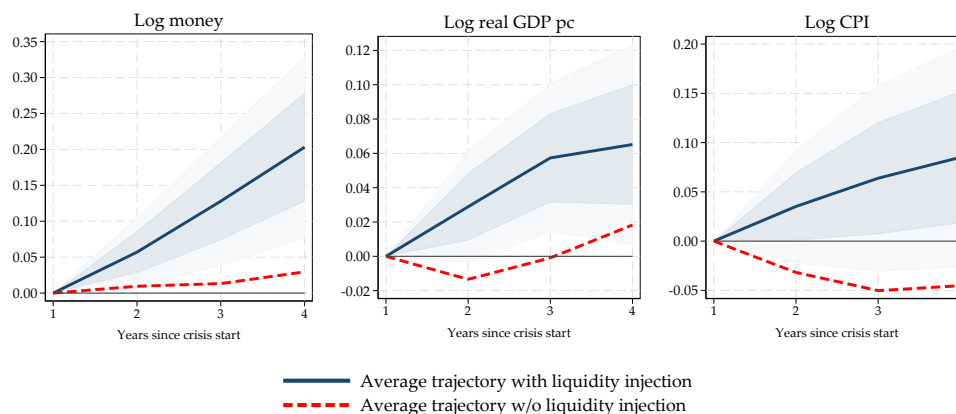 Log money
0.35
0.30
0.25
0.20
0.15
0.10
0.05
0.00
1 2 3 4
Years since crisis start
Log real GDP pc
0.12
0.10
0.08
0.06
0.04
0.02
0.00
-0.02
1 2 3 4
Years since crisis start
Log CPI
0.20
0.15
0.10
0.05
0.00
-0.05
1 2 3
Years since crisis start
Average trajectory with liquidity injection
Average trajectory w/o liquidity injection